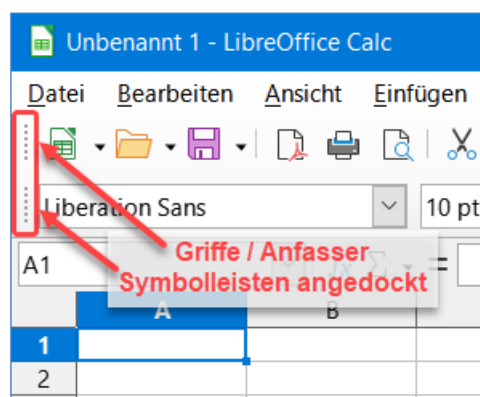 Unbenannt 1 - LibreOffice Calc
Datei Bearbeiten Ansicht Einfügen
Liberation Sans 10 pt
Griffe / Anfasser
A1 =
Symbolleisten angedockt
A B
1
2